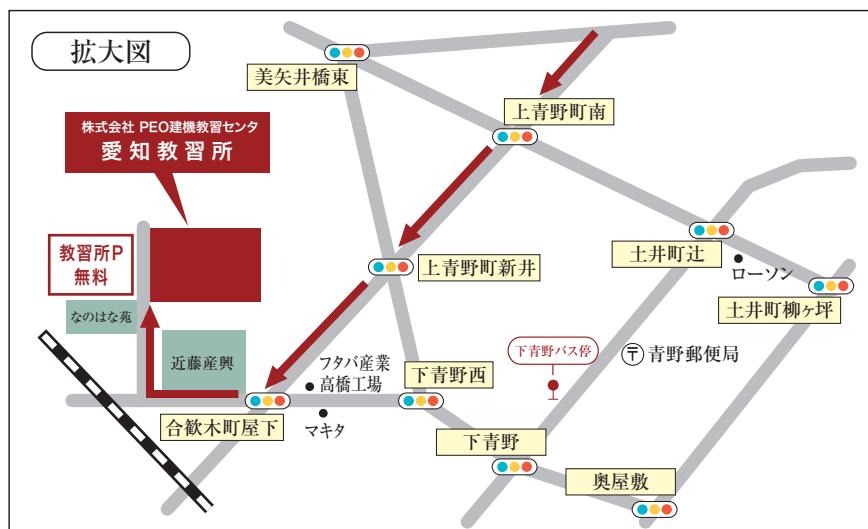 拡大図
美矢井橋東
上青野町南
株式会社 PEO建機教習センタ
愛知教習所
教習所P
無料
上青野町新井
土井町辻
ローソン
土井町柳ヶ坪
なのはな苑
近藤産興
フタバ産業
高橋工場
下青野西
下青野バス停
〒青野郵便局
合歓木町屋下
マキタ
下青野
奥屋敷